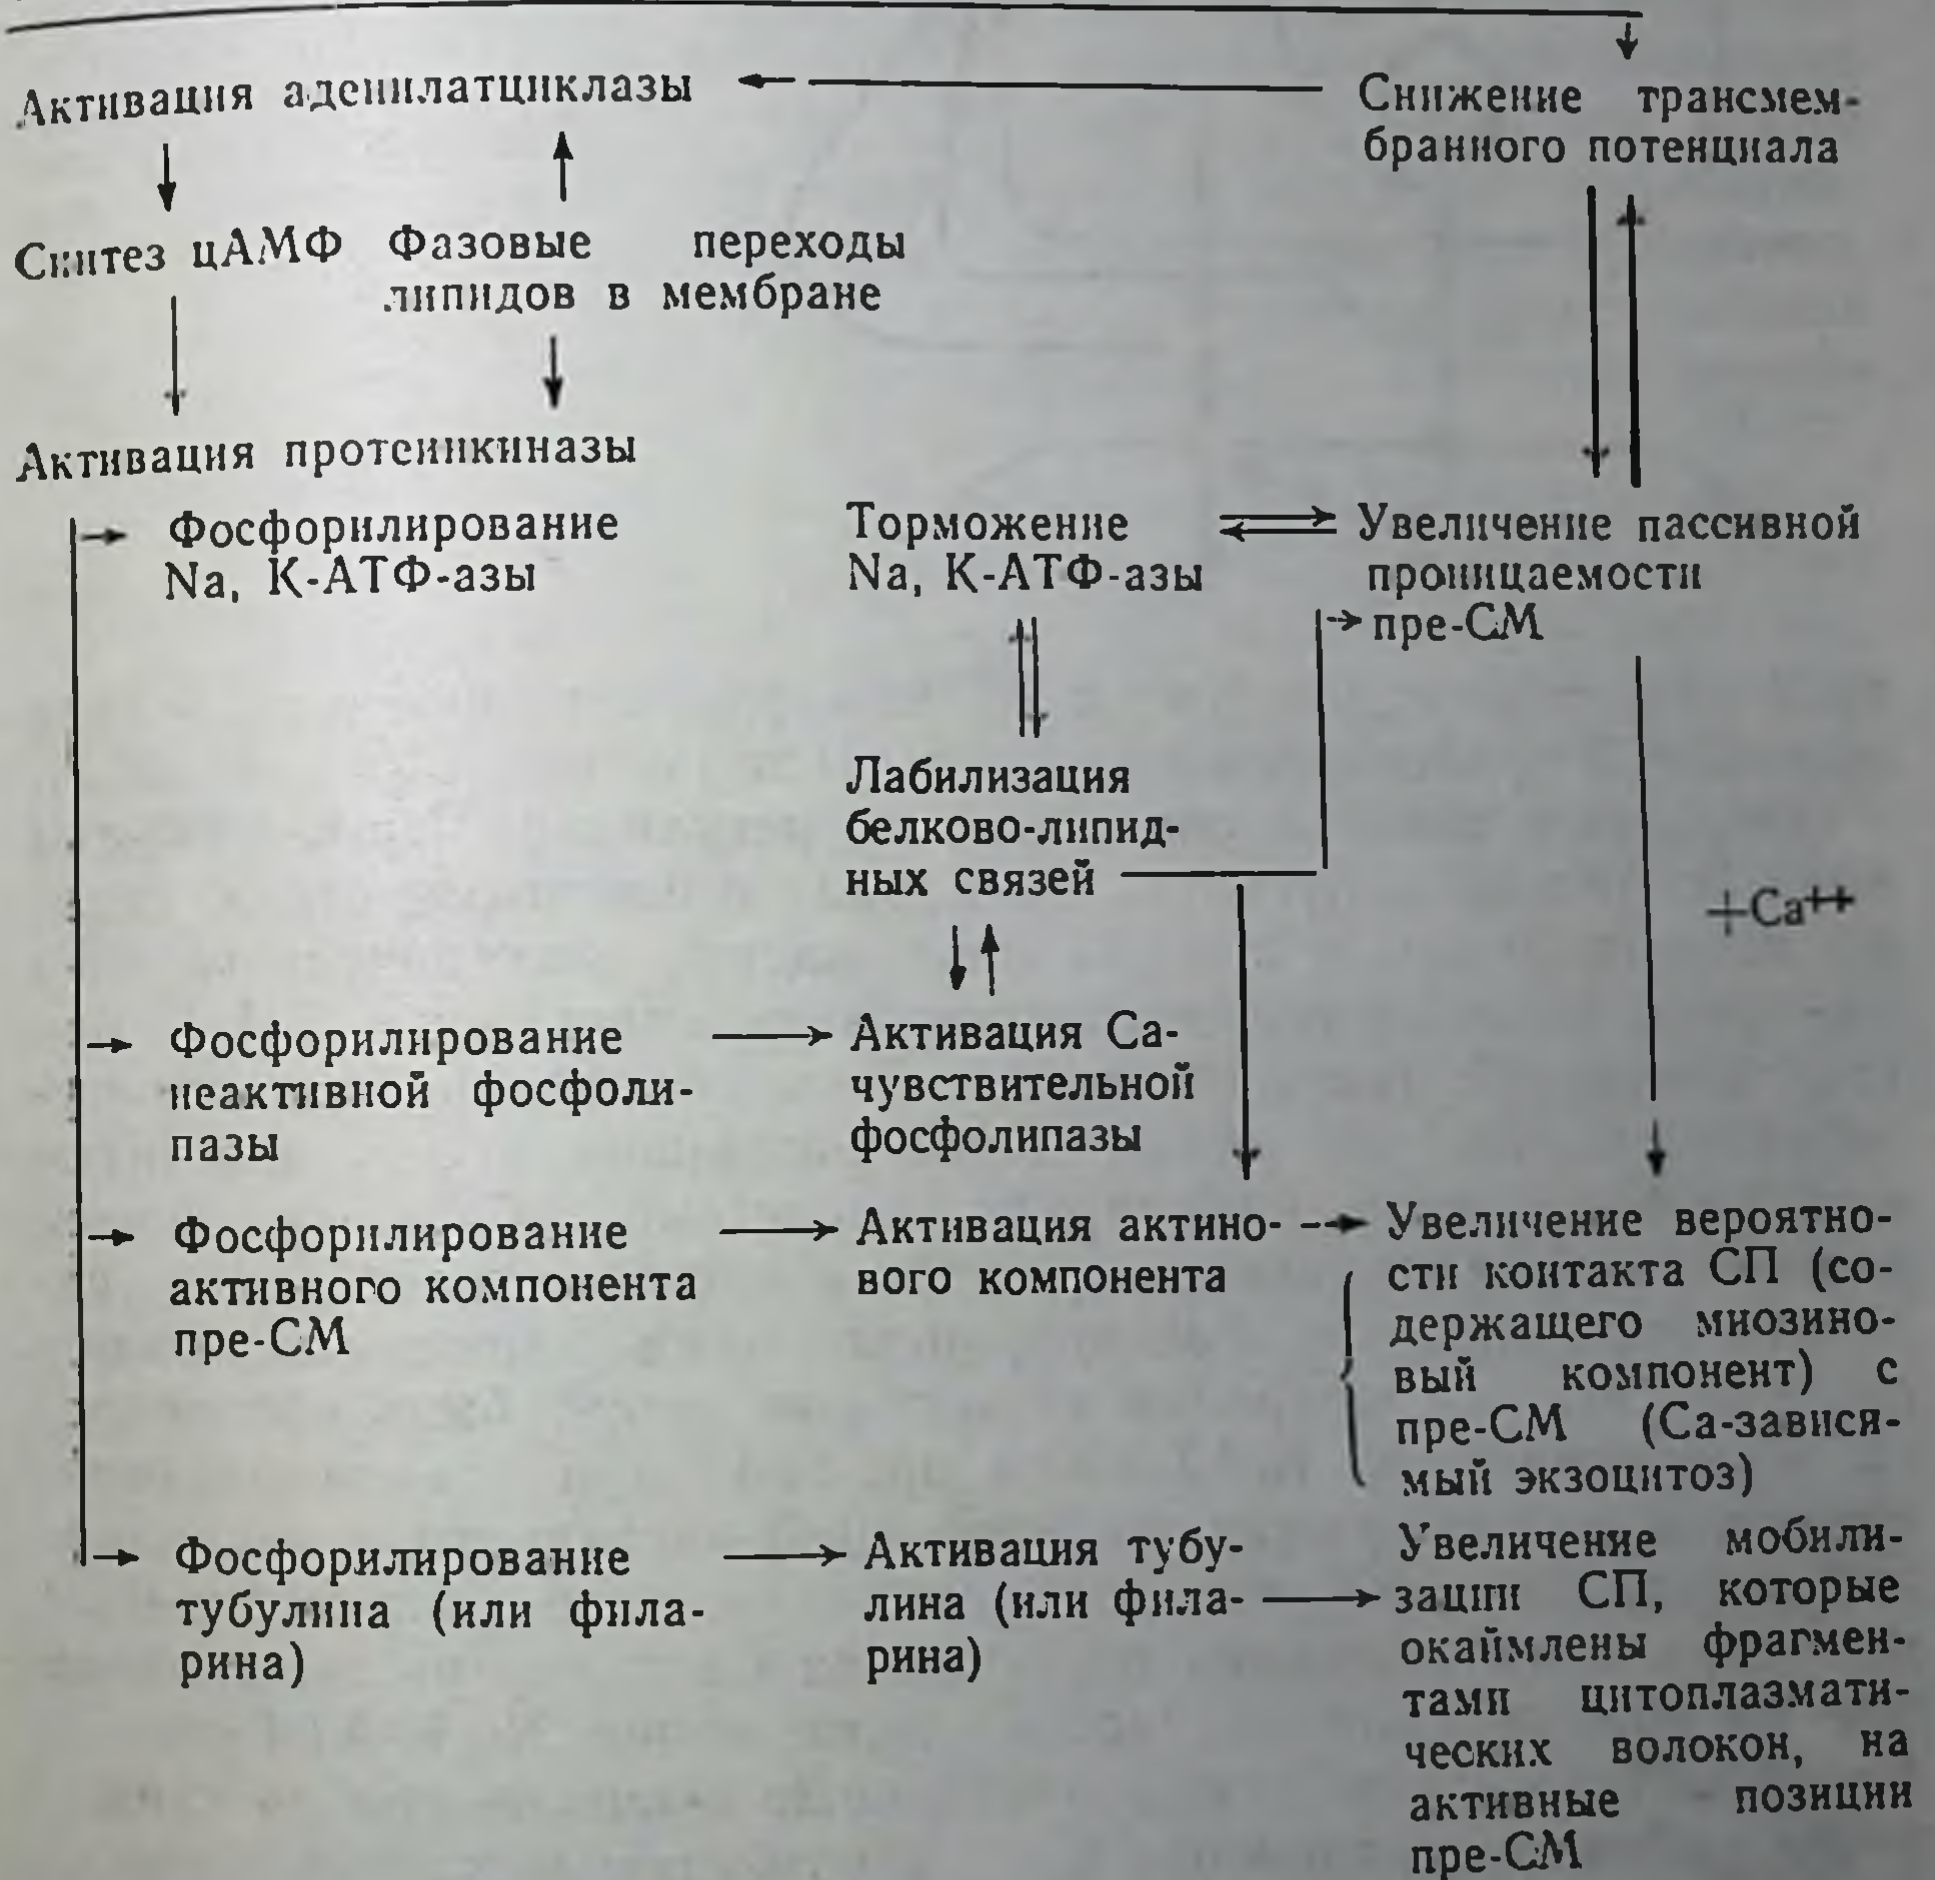 Активация аденилатциклазы
Снижение трансмем-
бранного потенциала
Синтез цАМФ
Фазовые переходы
липидов в мембране
Активация протеинкиназы
Фосфорилирование
Na, К-АТФ-азы
Торможение
Na, К-АТФ-азы
Увеличение пассивной
проницаемости
пре-СМ
Лабилизация
белково-липид-
ных связей
+Ca++
Фосфорилирование
неактивной фосфоли-
пазы
Активация Са-
чувствительной
фосфолипазы
Фосфорилирование
активного компонента
пре-СМ
Активация актино-
вого компонента
Увеличение вероятно-
сти контакта СП (со-
держащего миозино-
вый компонент) с
пре-СМ (Са-завися-
мый экзоцитоз)
Фосфорилирование
тубулина (или фила-
рина)
Активация тубу-
лина (или фила-
рина)
Увеличение мобили-
зации СП, которые
окаймлены фрагмен-
тами цитоплазмати-
ческих волокон, на
активные позиции
пре-СМ